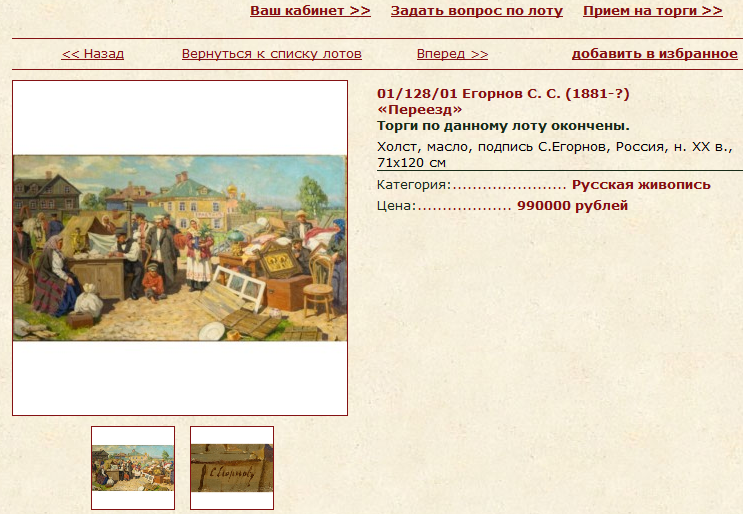 Ваш кабинет >> Задать вопрос по лоту Прием на торги >>
<< Назад Вернуться к списку лотов Вперед >> добавить в избранное
01/128/01 Егорнов С. С. (1881-?)
«Переезд»
Торги по данному лоту окончены.
Холст, масло, подпись С.Егорнов, Россия, н. XX в.,
71х120 см
Категория:....................... Русская живопись
Цена:................... 990000 рублей